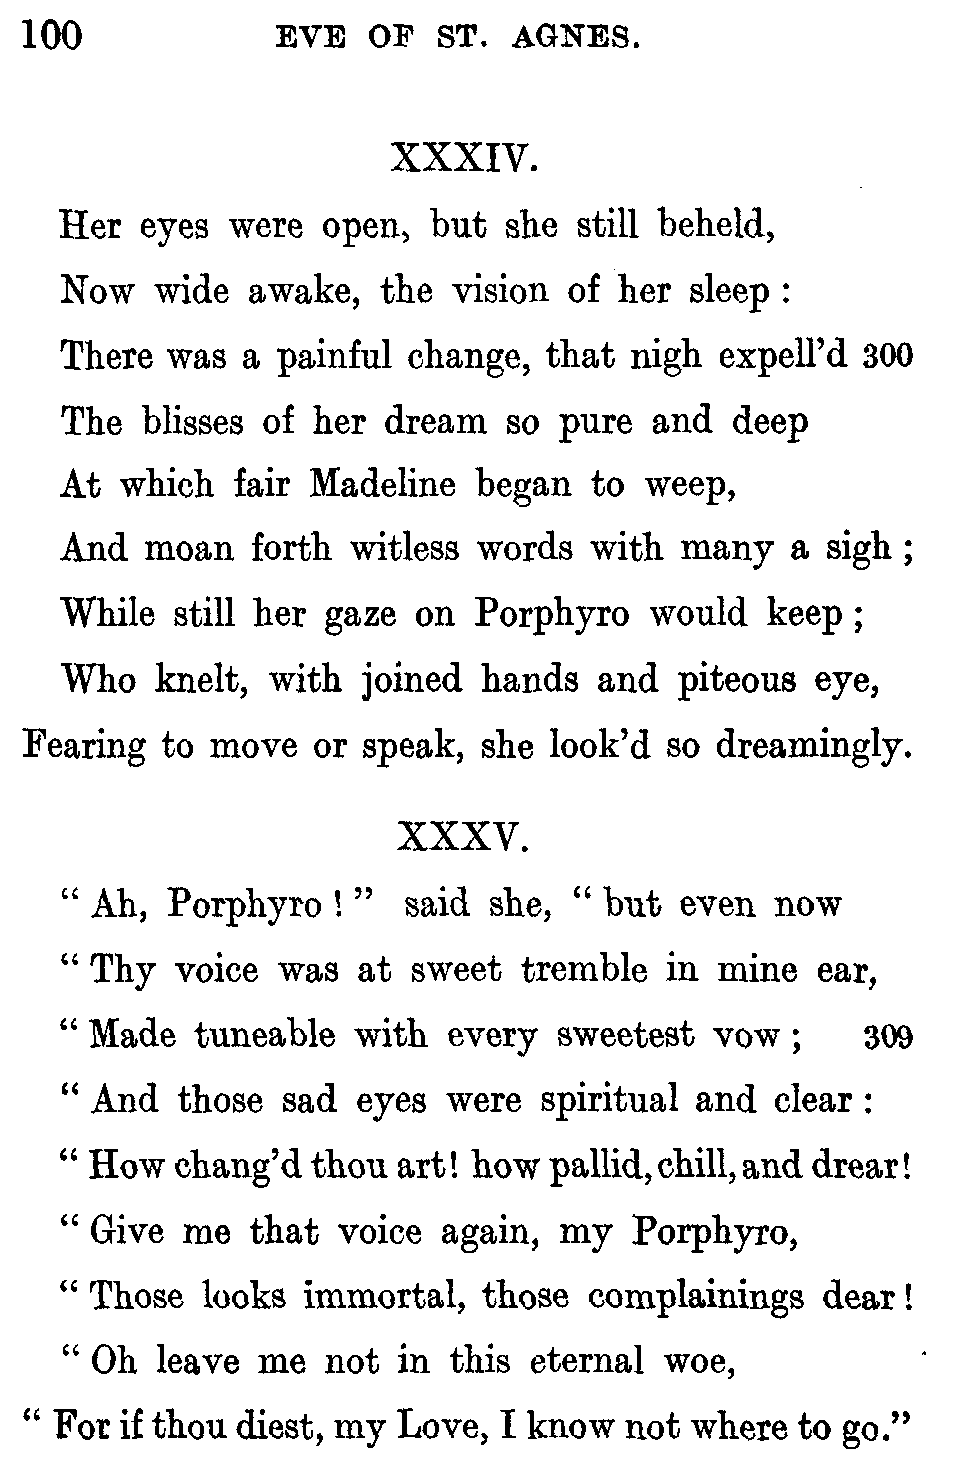 100 EVE OF ST. AGNES.
XXXIV.
Her eyes were open, but she still beheld,
Now wide awake, the vision of her sleep :
There was a painful change, that nigh expell'd 300
The blisses of her dream so pure and deep
At which fair Madeline began to weep,
And moan forth witless words with many a sigh ;
While still her gaze on Porphyro would keep ;
Who knelt, with joined hands and piteous eye,
Fearing to move or speak, she look'd so dreamingly.
XXXV.
“ Ah, Porphyro ! ” said she, “ but even now
“ Thy voice was at sweet tremble in mine ear,
“ Made tuneable with every sweetest vow ; 309
“ And those sad eyes were spiritual and clear :
“ How chang'd thou art! how pallid, chill, and drear!
“ Give me that voice again, my Porphyro,
“ Those looks immortal, those complainings dear !
“ Oh leave me not in this eternal woe,
“ For if thou diest, my Love, I know not where to go.”